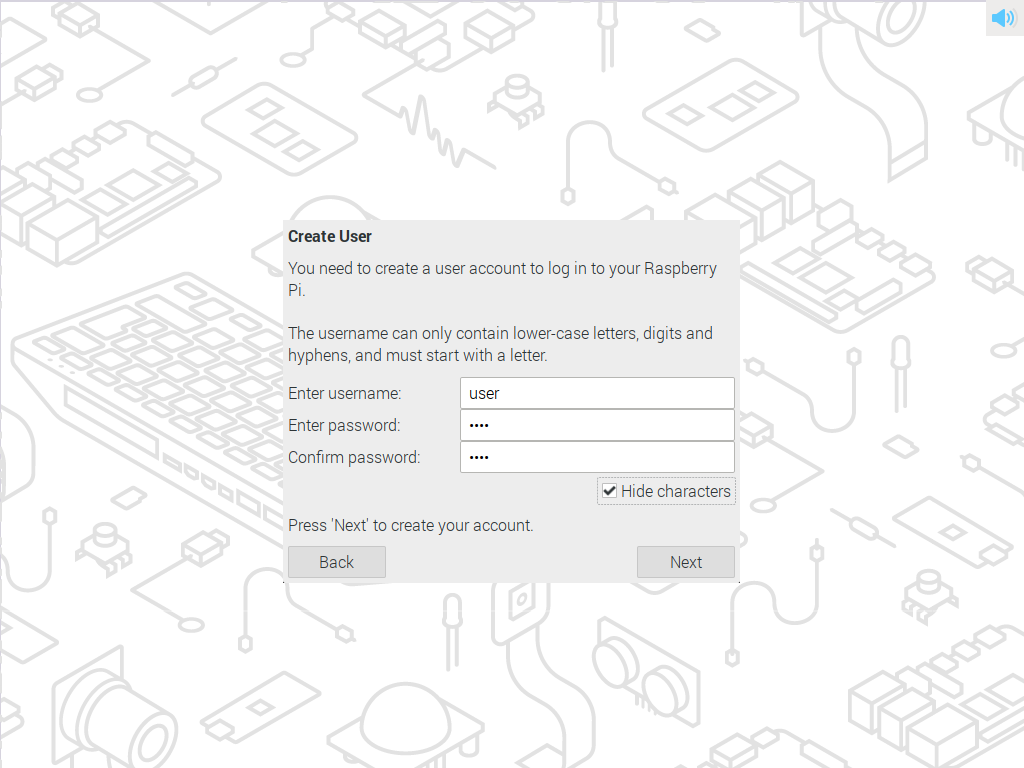 Create User
You need to create a user account to log in to your Raspberry
Pi.
The username can only contain lower-case letters, digits and
hyphens, and must start with a letter.
Enter username: user
Enter password: ••••
Confirm password: ••••
Hide characters
Press 'Next' to create your account.
Back Next